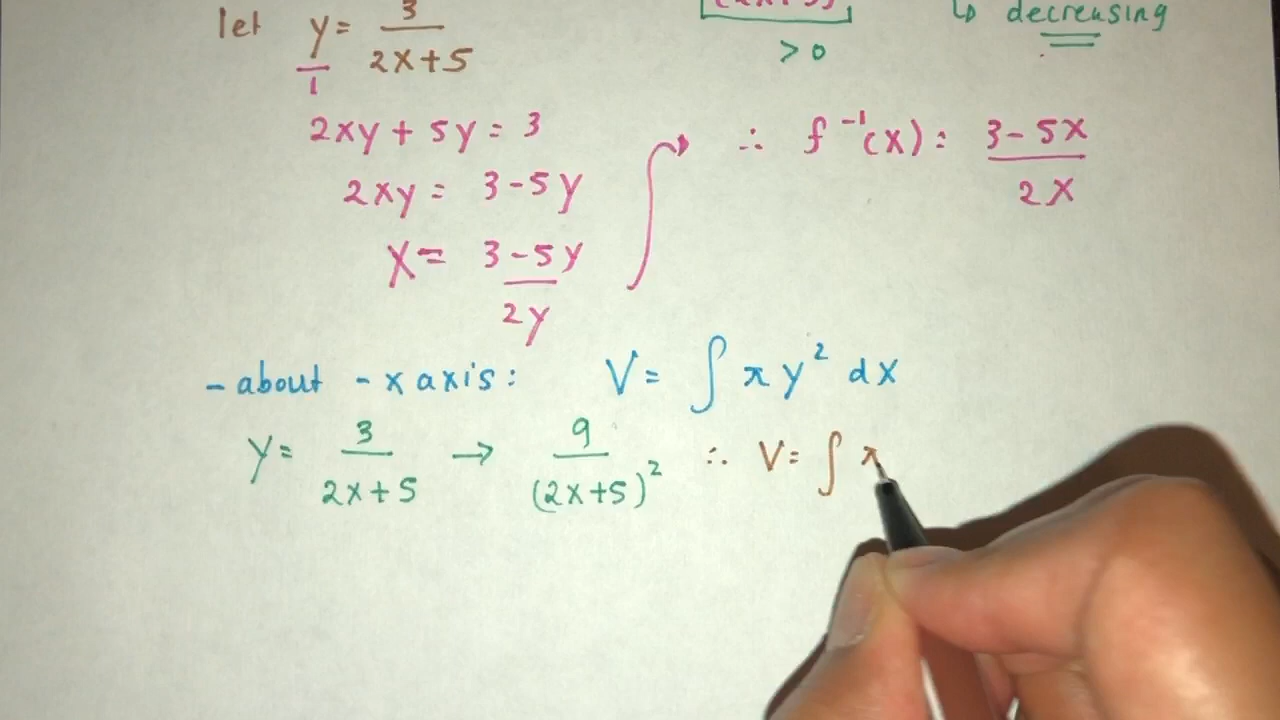 let y = 3 / 2x+5
> 0
↳ decreasing
1
2xy + 5y = 3
2xy = 3-5y
x = 3-5y / 2y
∴ f⁻¹(x) = 3-5x / 2x
- about - x axis : V = ∫ π y² dx
y = 3 / 2x+5 → 9 / (2x+5)² ∴ V = ∫ π